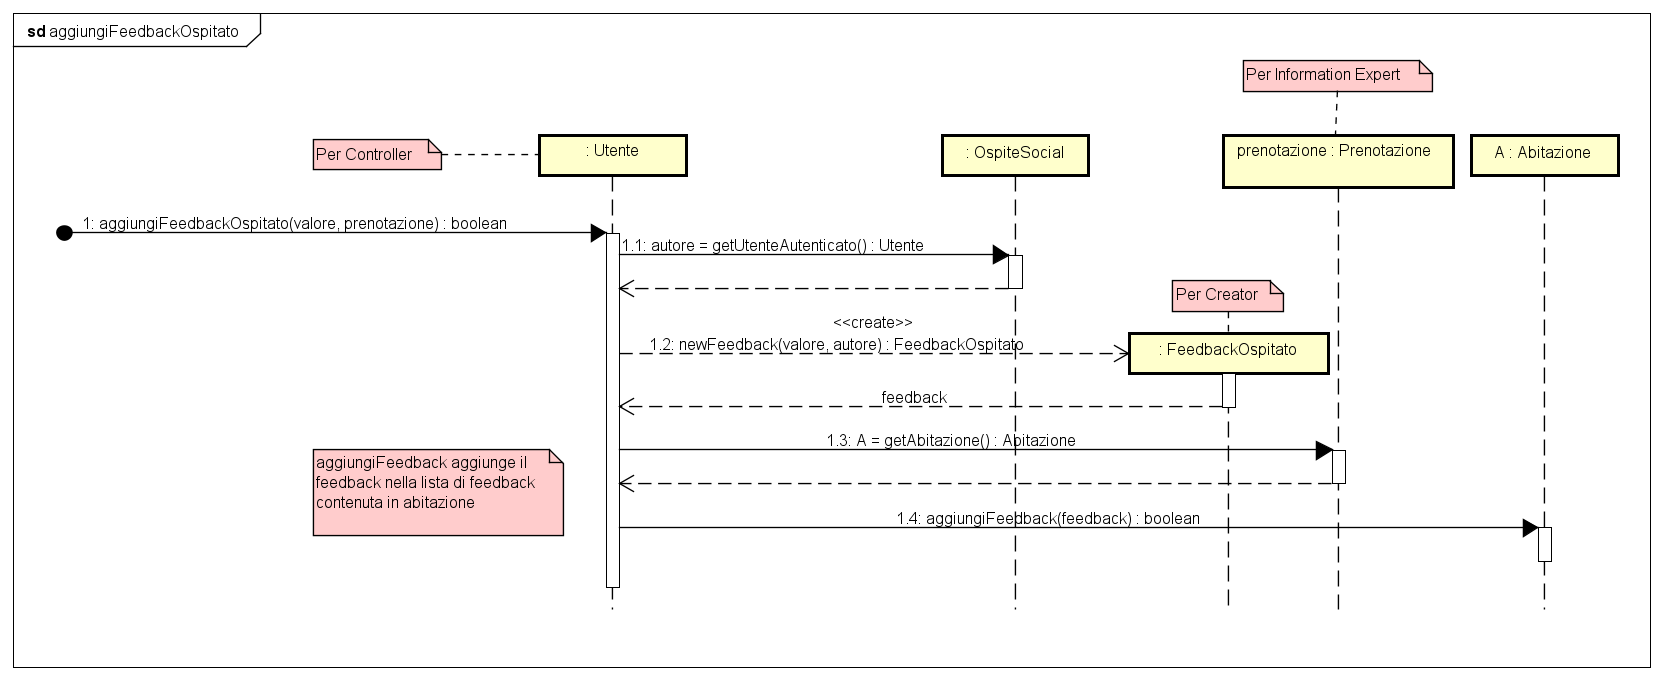 sd aggiungiFeedbackOspitato
Per Information Expert
Per Controller
: Utente
: OspiteSocial
prenotazione : Prenotazione
A : Abitazione
1: aggiungiFeedbackOspitato(valore, prenotazione) : boolean
1.1: autore = getUtenteAutenticato() : Utente
Per Creator
<<create>>
1.2: newFeedback(valore, autore) : FeedbackOspitato
: FeedbackOspitato
feedback
1.3: A = getAbitazione() : Abitazione
aggiungiFeedback aggiunge il
feedback nella lista di feedback
contenuta in abitazione
1.4: aggiungiFeedback(feedback) : boolean